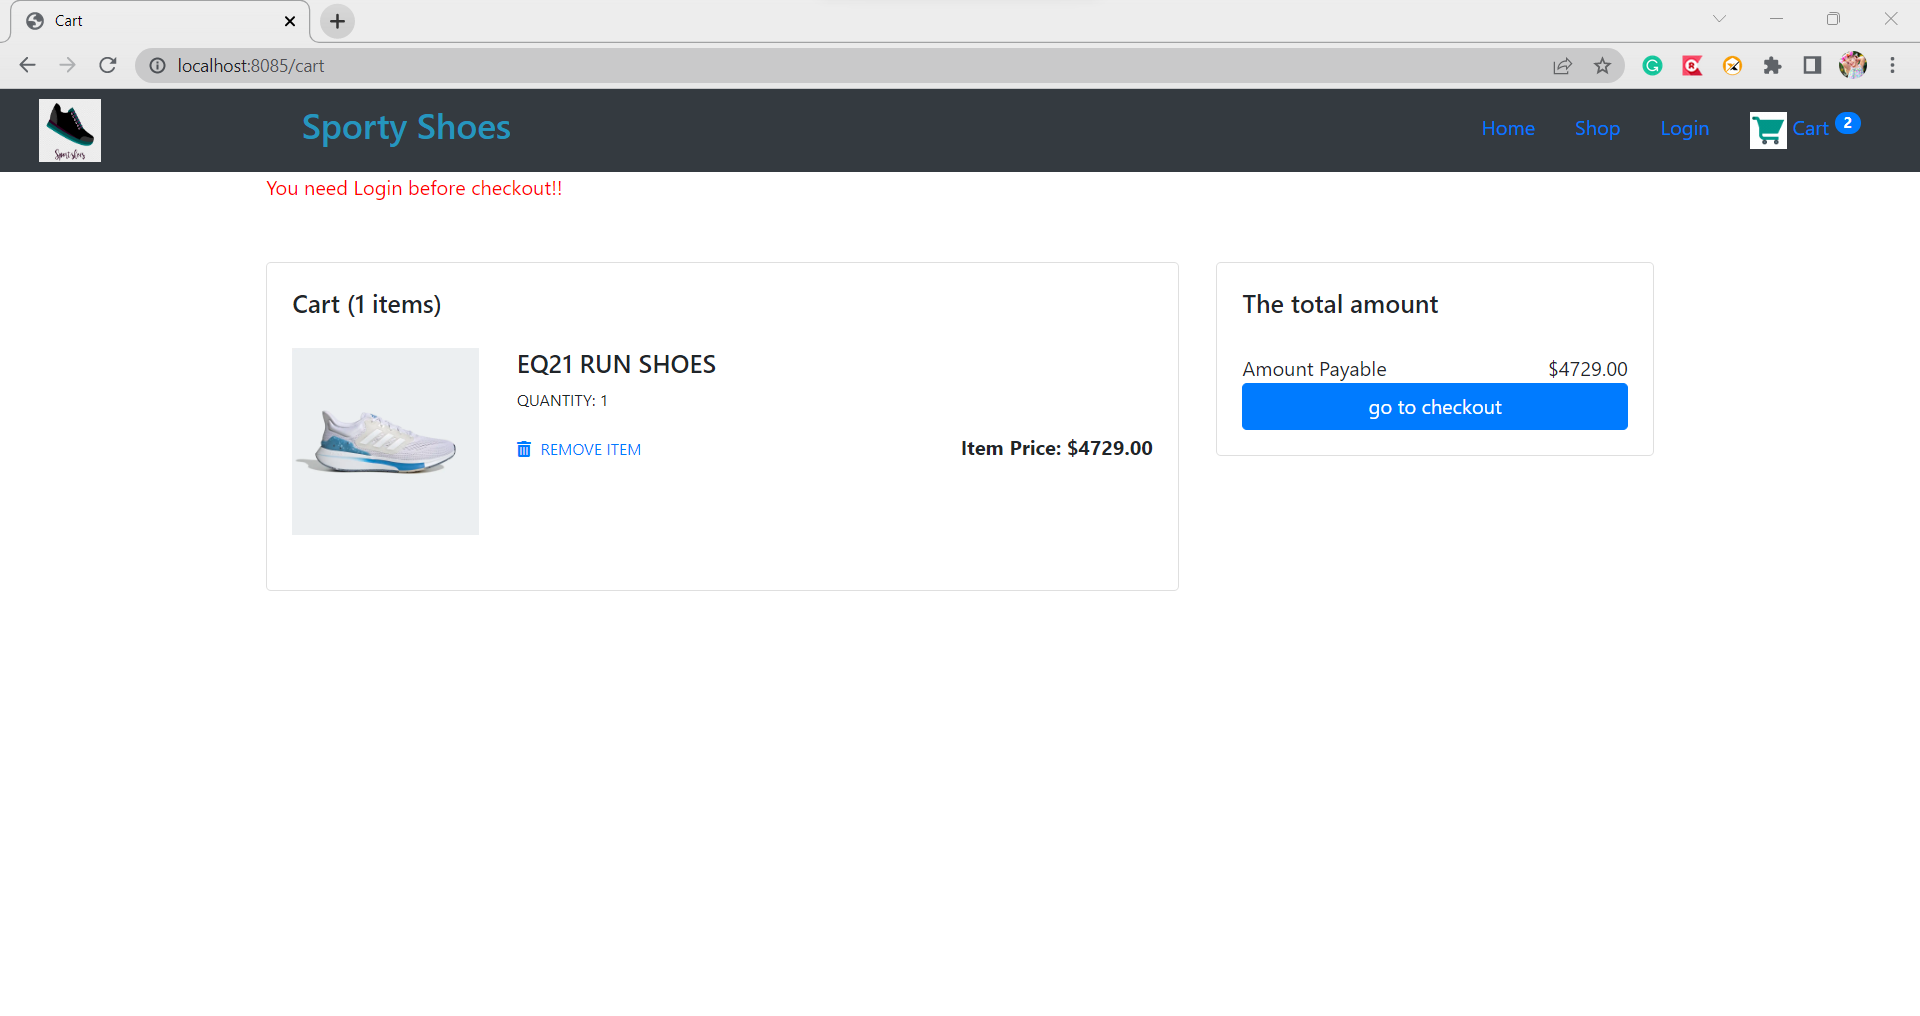 Cart
localhost:8085/cart
Sport shoes
Sporty Shoes
Home
Shop
Login
Cart 2
You need Login before checkout!!
Cart (1 items)
EQ21 RUN SHOES
QUANTITY: 1
REMOVE ITEM
Item Price: $4729.00
The total amount
Amount Payable $4729.00
go to checkout